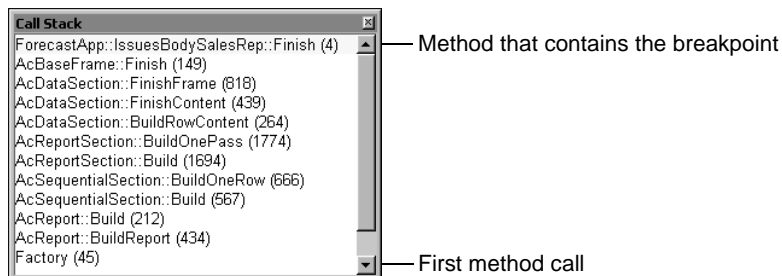 Call Stack
ForecastApp::IssuesBodySalesRep::Finish (4)
Method that contains the breakpoint
AcBaseFrame::Finish (149)
AcDataSection::FinishFrame (818)
AcDataSection::FinishContent (439)
AcDataSection::BuildRowContent (264)
AcReportSection::BuildOnePass (1774)
AcReportSection::Build (1694)
AcSequentialSection::BuildOneRow (666)
AcSequentialSection::Build (567)
AcReport::Build (212)
AcReport::BuildReport (434)
Factory (45)
First method call